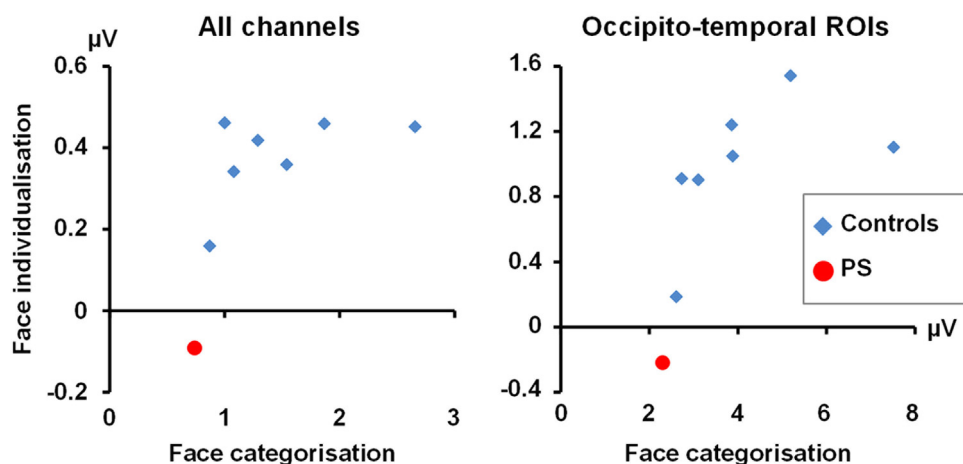 All channels
µV
0.6
0.4
0.2
0
-0.2
0 1 2 3
Face individualisation
Face categorisation
Occipito-temporal ROIs
1.6
1.2
0.8
0.4
0
-0.4
0 2 4 6 8
µV
Face categorisation
Controls
PS